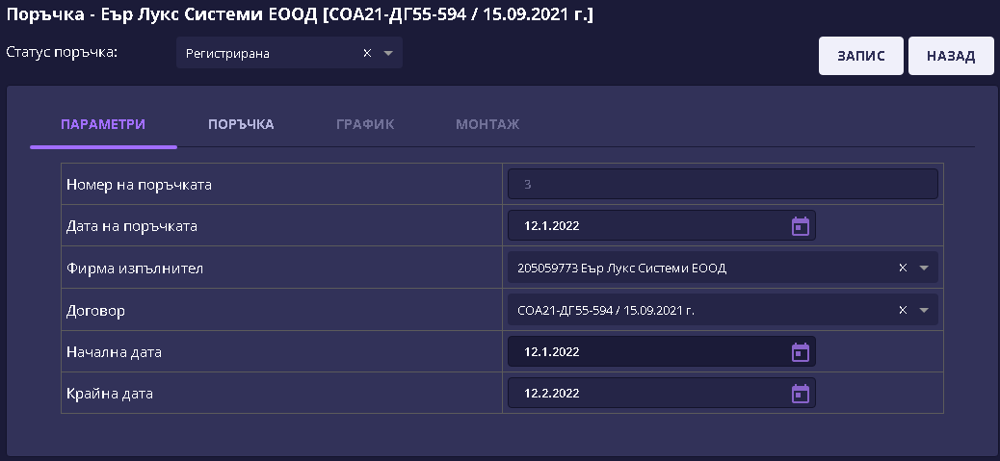 Поръчка - Еър Лукс Системи ЕООД [СОА21-ДГ55-594 / 15.09.2021 г.]
Статус поръчка: Регистрирана ЗАПИС НАЗАД
ПАРАМЕТРИ ПОРЪЧКА ГРАФИК МОНТАЖ
Номер на поръчката 3
Дата на поръчката 12.1.2022
Фирма изпълнител 205059773 Еър Лукс Системи ЕООД
Договор СОА21-ДГ55-594 / 15.09.2021 г.
Начална дата 12.1.2022
Крайна дата 12.2.2022